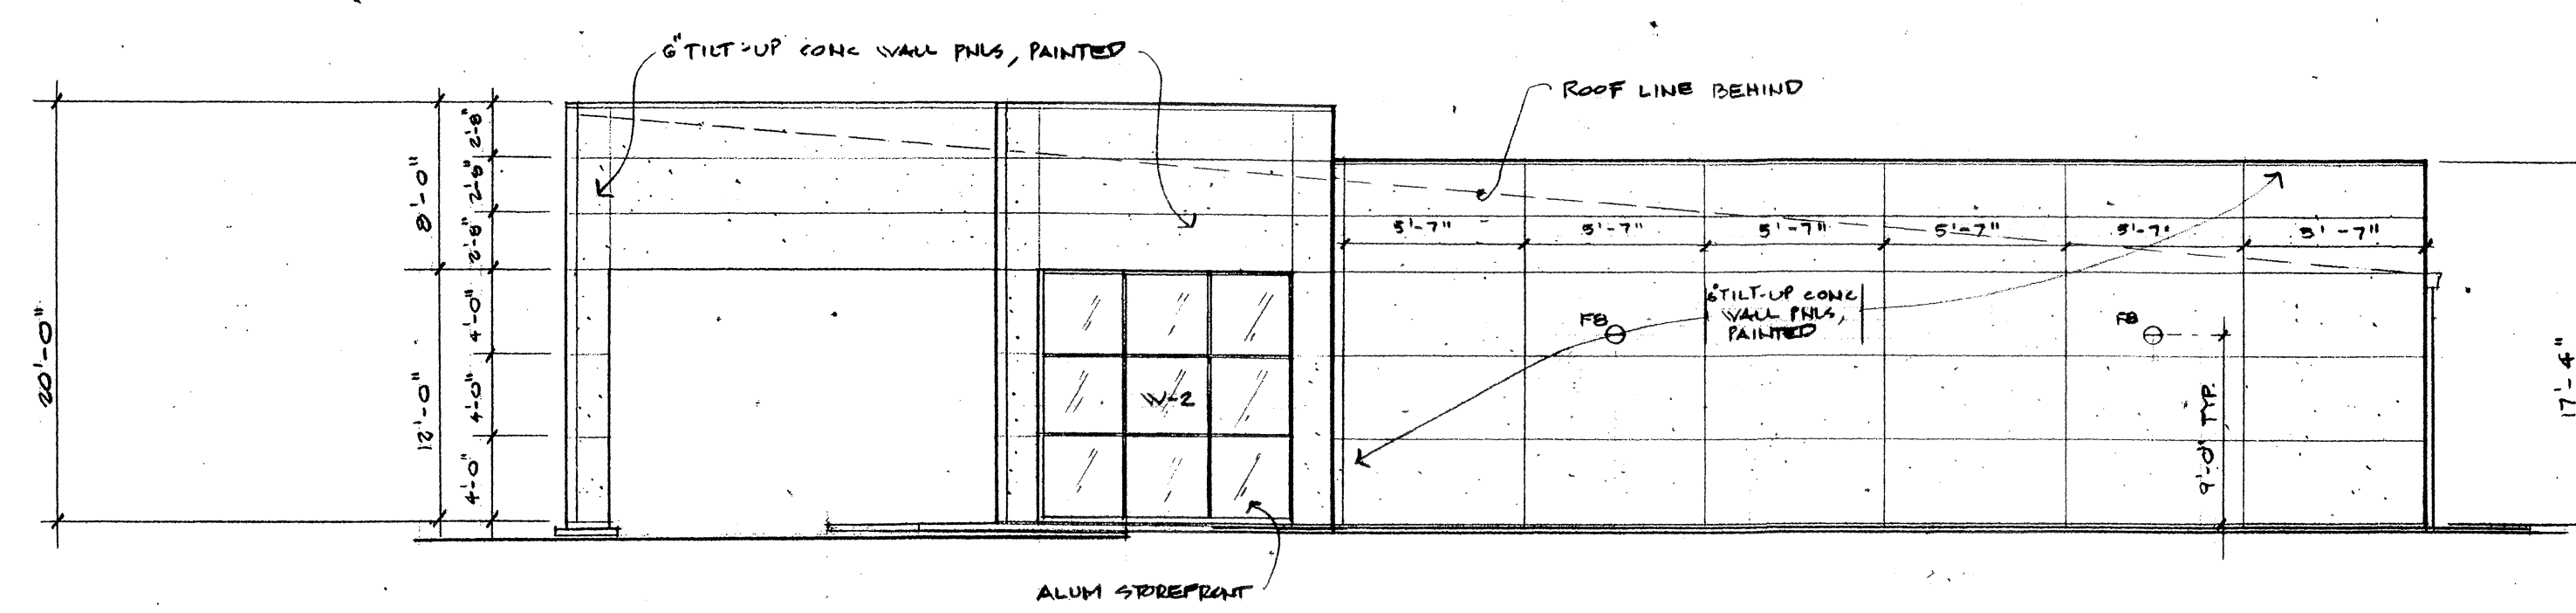 6" TILT-UP CONC WALL PNLS, PAINTED
ROOF LINE BEHIND
20'-0"
8'-0"
12'-0"
2'-8"
2'-8"
2'-8"
4'-0"
4'-0"
4'-0"
5'-7"
5'-7"
5'-7"
5'-7"
5'-7"
5'-7"
6" TILT-UP CONC
WALL PNLS,
PAINTED
FB
FB
W-2
9'-0" TYP.
17'-4"
ALUM STOREFRONT